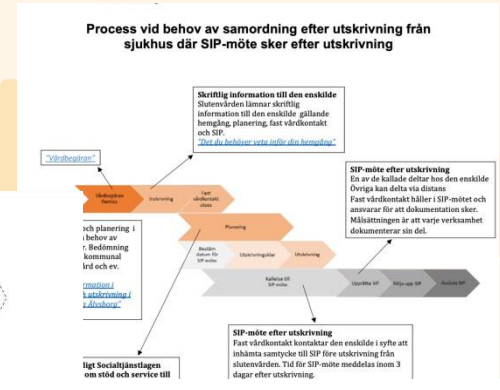 Process vid behov av samordning efter utskrivning från
sjukhus där SIP-möte sker efter utskrivning
Skriftlig information till den enskilde
Slutenvården lämnar skriftlig
information till den enskilde gällande
hemgång, planering, fast vårdkontakt
och SIP.
"Det du behöver veta inför din hemgång"
"Vårdbegäran"
SIP-möte efter utskrivning
En av de kallade deltar hos den enskilde
Övriga kan delta via distans
Fast vårdkontakt håller i SIP-mötet och
ansvarar för att dokumentation sker.
Målsättningen är att varje verksamhet
dokumenterar sin del.
Vårdbegäran
Remiss
Inskrivning
Fast
vårdkontakt
utses
Planering
och planering i
behov av
Bedömning
kommunal
rd och ev.
utskrivning i
Älvsborg"
Bestäm
datum för
SIP-möte
Utskrivningsklar
Utskrivning
Kallelse till
SIP-möte
Upprätta SIP
Följa upp SIP
Avsluta SIP
SIP-möte efter utskrivning
Fast vårdkontakt kontaktar den enskilde i syfte att
inhämta samtycke till SIP före utskrivning från
slutenvården. Tid för SIP-möte meddelas inom 3
dagar efter utskrivning.
ligt Socialtjänstlagen
om stöd och service till